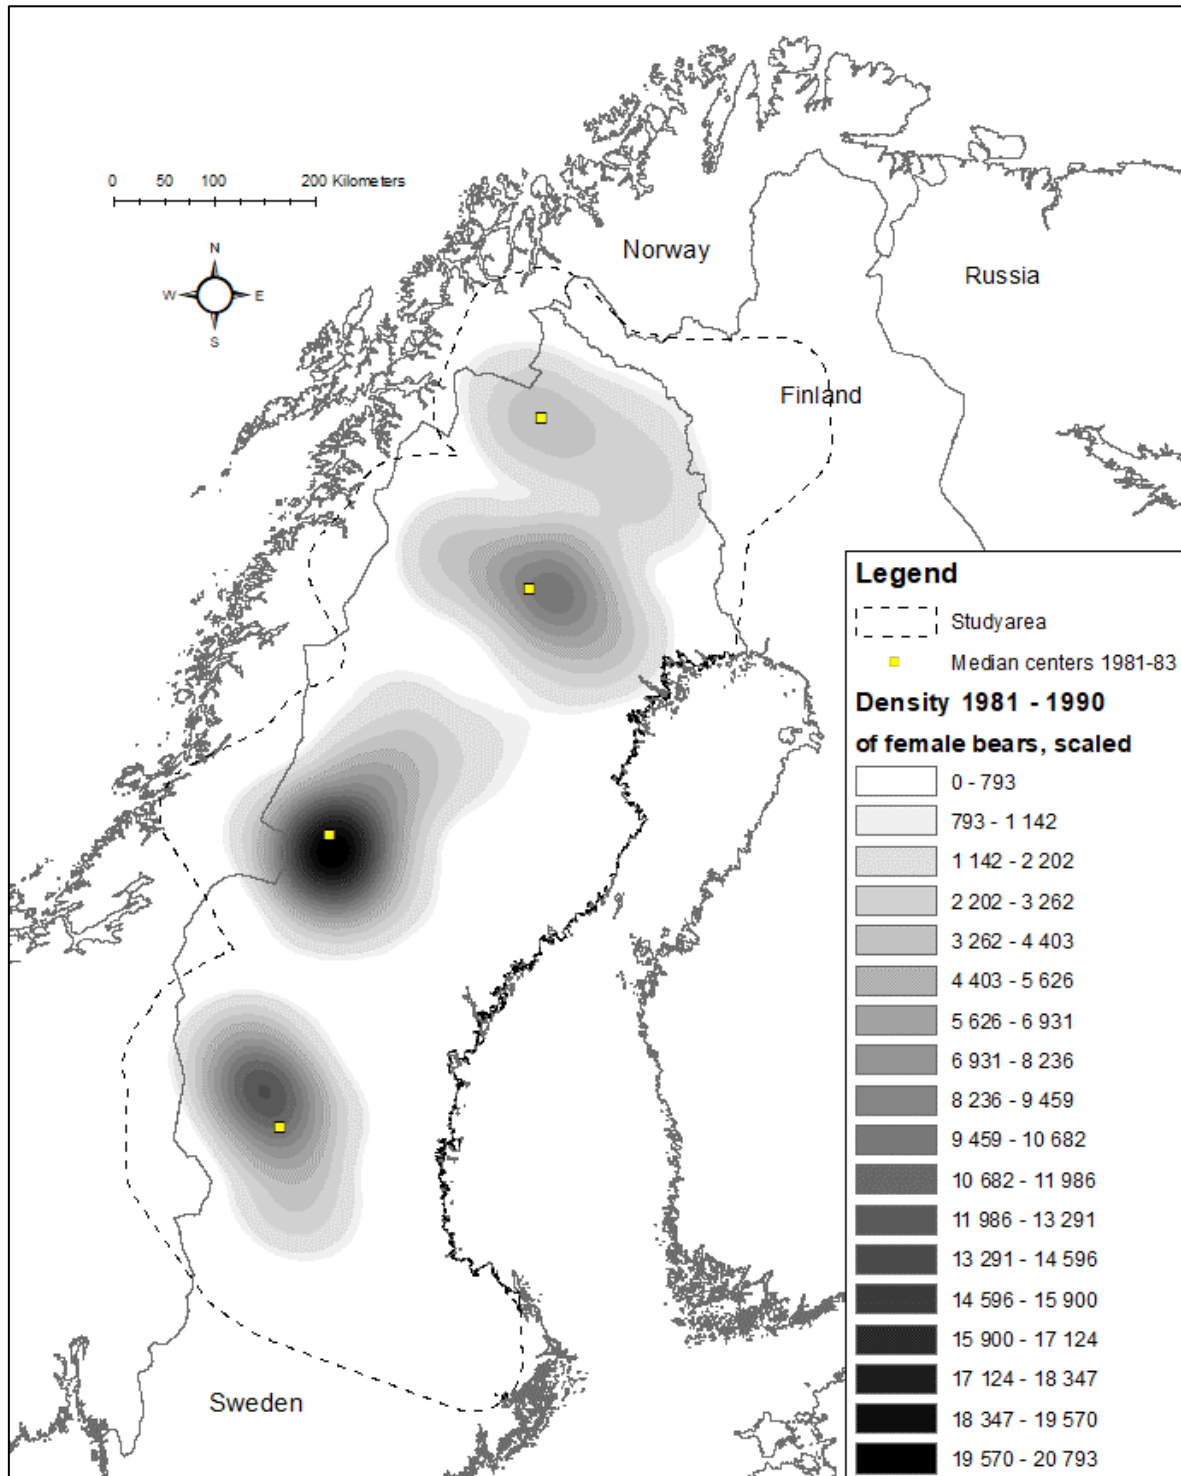 0 50 100 200 Kilometers
N
W E
S
Norway
Russia
Finland
Sweden
Legend
Studyarea
Median centers 1981-83
Density 1981 - 1990
of female bears, scaled
0 - 793
793 - 1 142
1 142 - 2 202
2 202 - 3 262
3 262 - 4 403
4 403 - 5 626
5 626 - 6 931
6 931 - 8 236
8 236 - 9 459
9 459 - 10 682
10 682 - 11 986
11 986 - 13 291
13 291 - 14 596
14 596 - 15 900
15 900 - 17 124
17 124 - 18 347
18 347 - 19 570
19 570 - 20 793